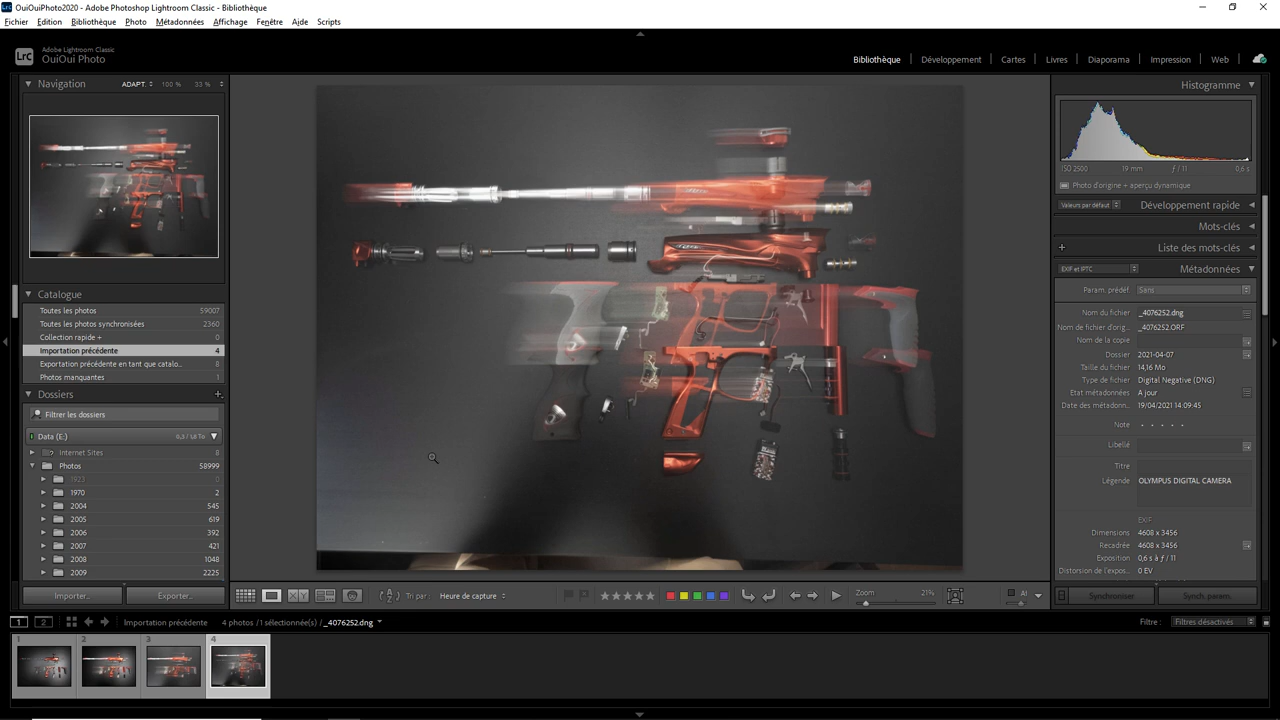 OuiOuiPhoto2020 - Adobe Photoshop Lightroom Classic - Bibliothèque
Fichier Edition Bibliothèque Photo Métadonnées Affichage Fenêtre Aide Scripts
Lrc
Adobe Lightroom Classic
OuiOui Photo
Bibliothèque Développement Cartes Livres Diaporama Impression Web
Navigation ADAPT. 100 % 33 %
Catalogue
Toutes les photos 59007
Toutes les photos synchronisées 2360
Collection rapide + 0
Importation précédente 4
Exportation précédente en tant que catalo... 8
Photos manquantes 1
Dossiers
Filtrer les dossiers
Data (E:)
Internet Sites 8
Photos 58999
1923 0
1970 2
2004 545
2005 619
2006 392
2007 421
2008 1048
2009 2225
Importer... Exporter...
Tri par : Heure de capture
Zoom 21%
Histogramme
ISO 2500 19 mm ƒ / 11 0,6 s
Photo d'origine + aperçu dynamique
Valeurs par défaut Développement rapide
Mots-clés
Liste des mots-clés
EXIF et IPTC Métadonnées
Param. prédéf. Sans
Nom du fichier _4076252.dng
Nom de fichier d'orig... _4076252.ORF
Nom de la copie
Dossier 2021-04-07
Taille du fichier 14,16 Mo
Type de fichier Digital Negative (DNG)
Etat métadonnées A jour
Date des métadonn... 19/04/2021 14:09:45
Note
Libellé
Titre
Légende OLYMPUS DIGITAL CAMERA
EXIF
Dimensions 4608 x 3456
Recadrée 4608 x 3456
Exposition 0,6 s à ƒ / 11
Distorsion de l'expos... 0 EV
Synchroniser Synch. param.
1 2 Importation précédente 4 photos /1 sélectionnée(s) / _4076252.dng Filtre : Filtres désactivés
1 2 3 4